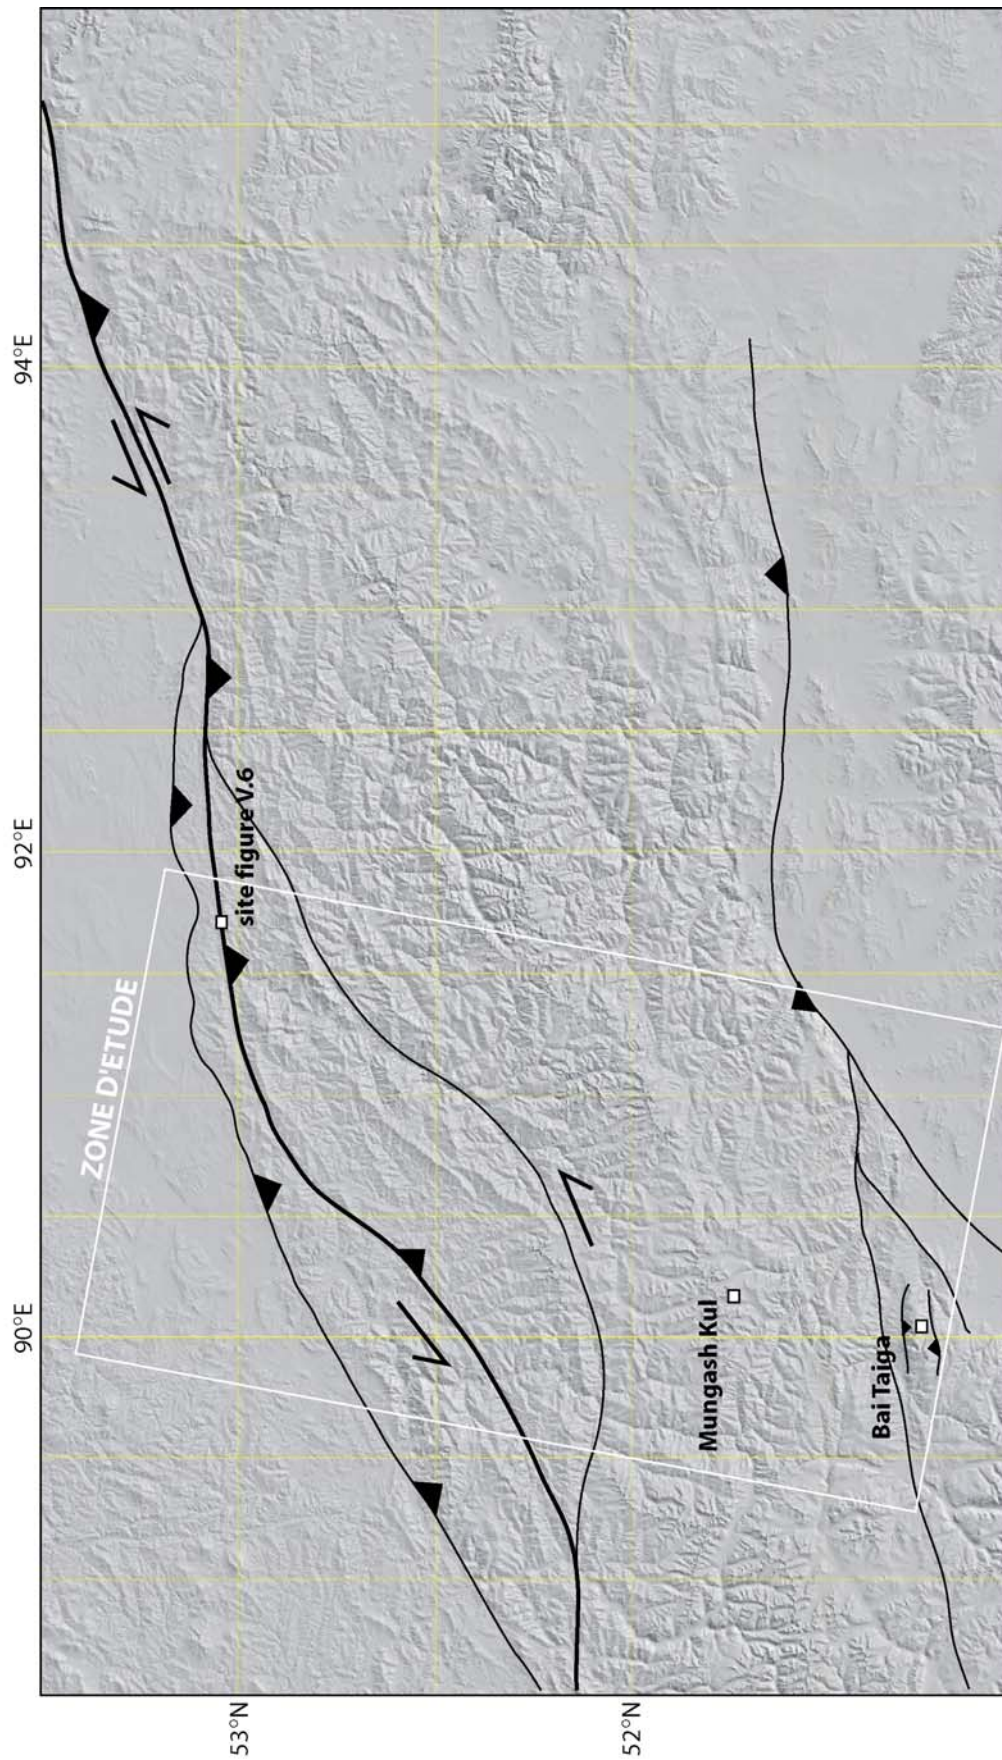 94°E
92°E
90°E
53°N
52°N
ZONE D'ETUDE
site figure V.6
Mungash Kul
Bai Taiga